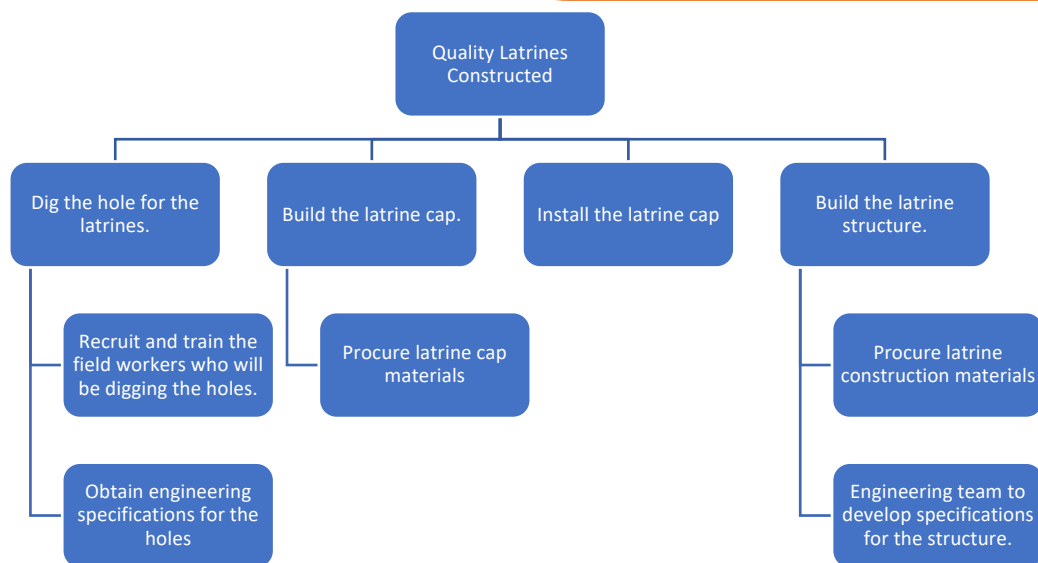 Quality Latrines
Constructed
Dig the hole for the
latrines.
Build the latrine cap.
Install the latrine cap
Build the latrine
structure.
Recruit and train the
field workers who will
be digging the holes.
Procure latrine cap
materials
Procure latrine
construction materials
Obtain engineering
specifications for the
holes
Engineering team to
develop specifications
for the structure.